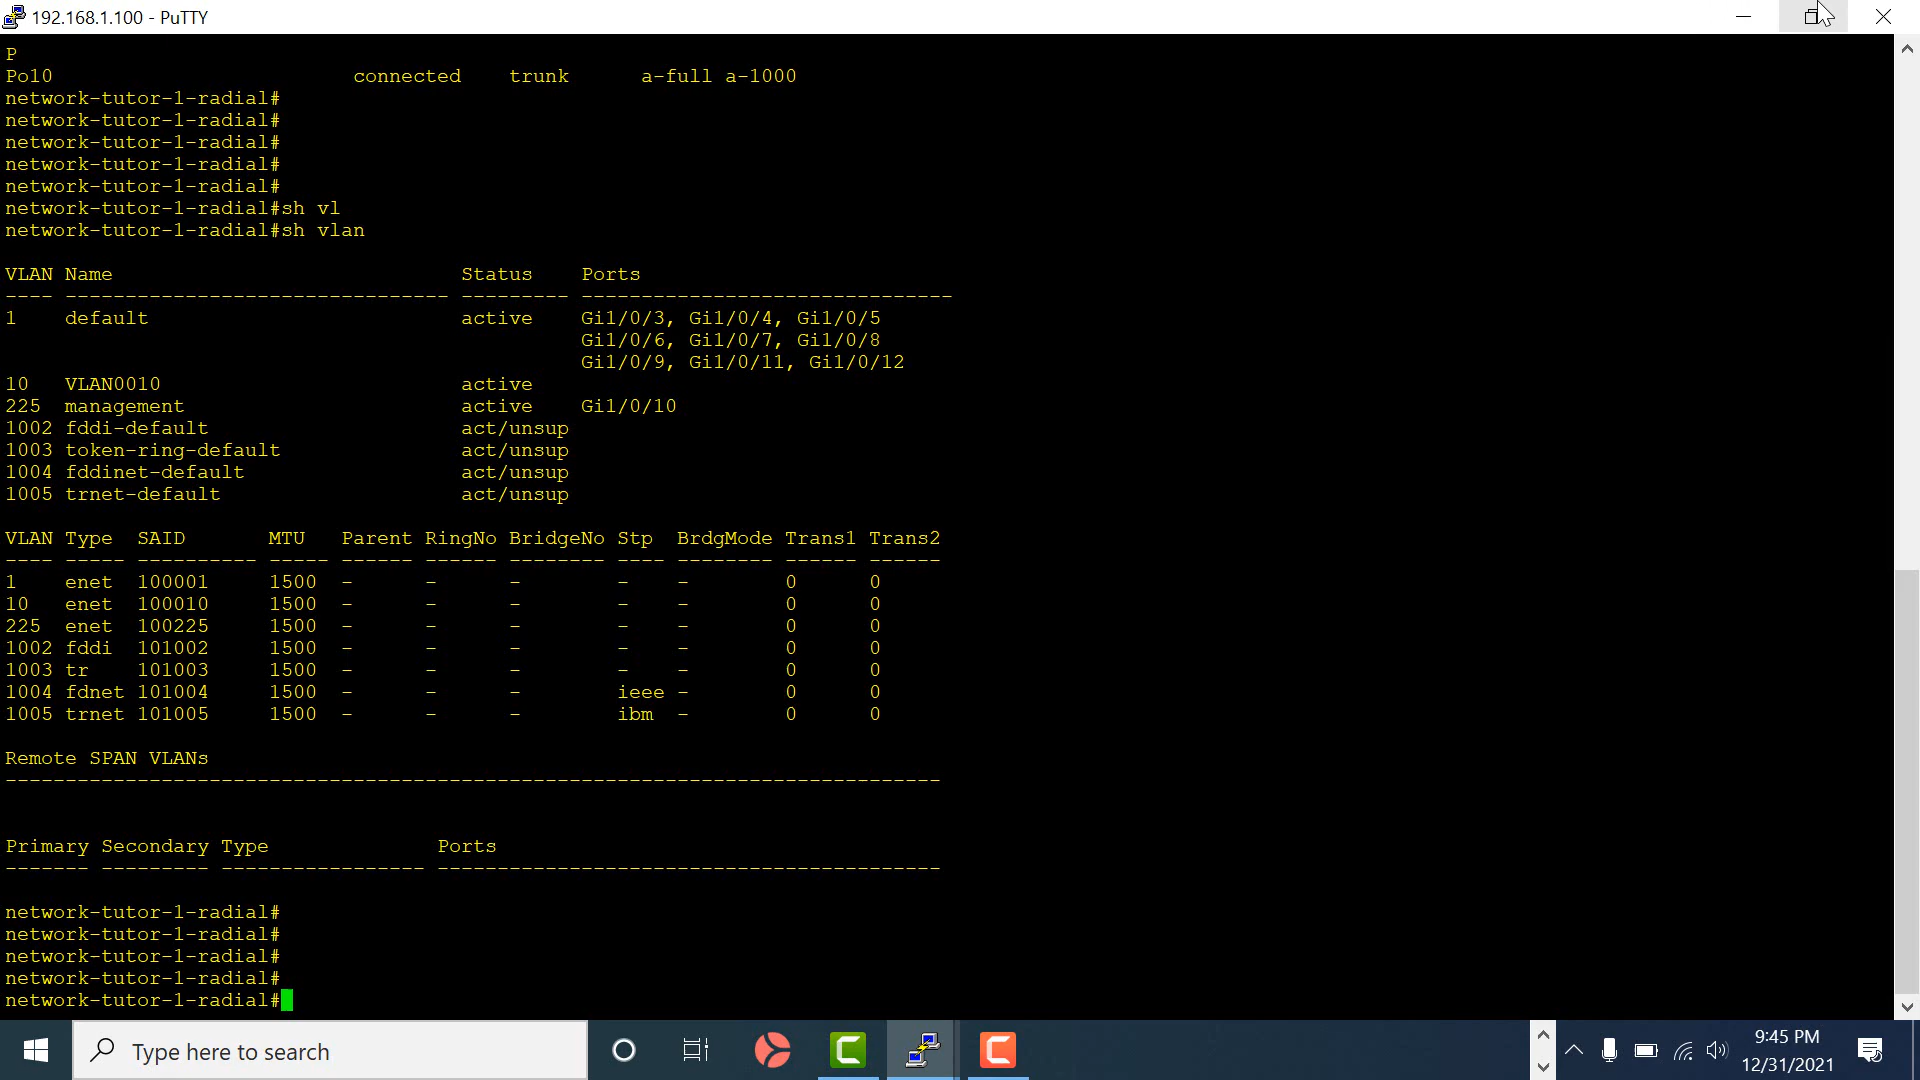 192.168.1.100 - PuTTY
P
Po10                         connected    trunk      a-full a-1000
network-tutor-1-radial#
network-tutor-1-radial#
network-tutor-1-radial#
network-tutor-1-radial#
network-tutor-1-radial#
network-tutor-1-radial#sh vl
network-tutor-1-radial#sh vlan
VLAN Name                             Status    Ports
---- -------------------------------- --------- -------------------------------
1    default                          active    Gi1/0/3, Gi1/0/4, Gi1/0/5
                                                Gi1/0/6, Gi1/0/7, Gi1/0/8
                                                Gi1/0/9, Gi1/0/11, Gi1/0/12
10   VLAN0010                         active
225  management                       active    Gi1/0/10
1002 fddi-default                     act/unsup
1003 token-ring-default               act/unsup
1004 fddinet-default                  act/unsup
1005 trnet-default                    act/unsup
VLAN Type  SAID       MTU   Parent RingNo BridgeNo Stp  BrdgMode Trans1 Trans2
---- ----- ---------- ----- ------ ------ -------- ---- -------- ------ ------
1    enet  100001     1500  -      -      -        -    -        0      0
10   enet  100010     1500  -      -      -        -    -        0      0
225  enet  100225     1500  -      -      -        -    -        0      0
1002 fddi  101002     1500  -      -      -        -    -        0      0
1003 tr    101003     1500  -      -      -        -    -        0      0
1004 fdnet 101004     1500  -      -      -        ieee -        0      0
1005 trnet 101005     1500  -      -      -        ibm  -        0      0
Remote SPAN VLANs
------------------------------------------------------------------------------
Primary Secondary Type              Ports
------- --------- ----------------- ------------------------------------------
network-tutor-1-radial#
network-tutor-1-radial#
network-tutor-1-radial#
network-tutor-1-radial#
network-tutor-1-radial#
Type here to search
9:45 PM
12/31/2021